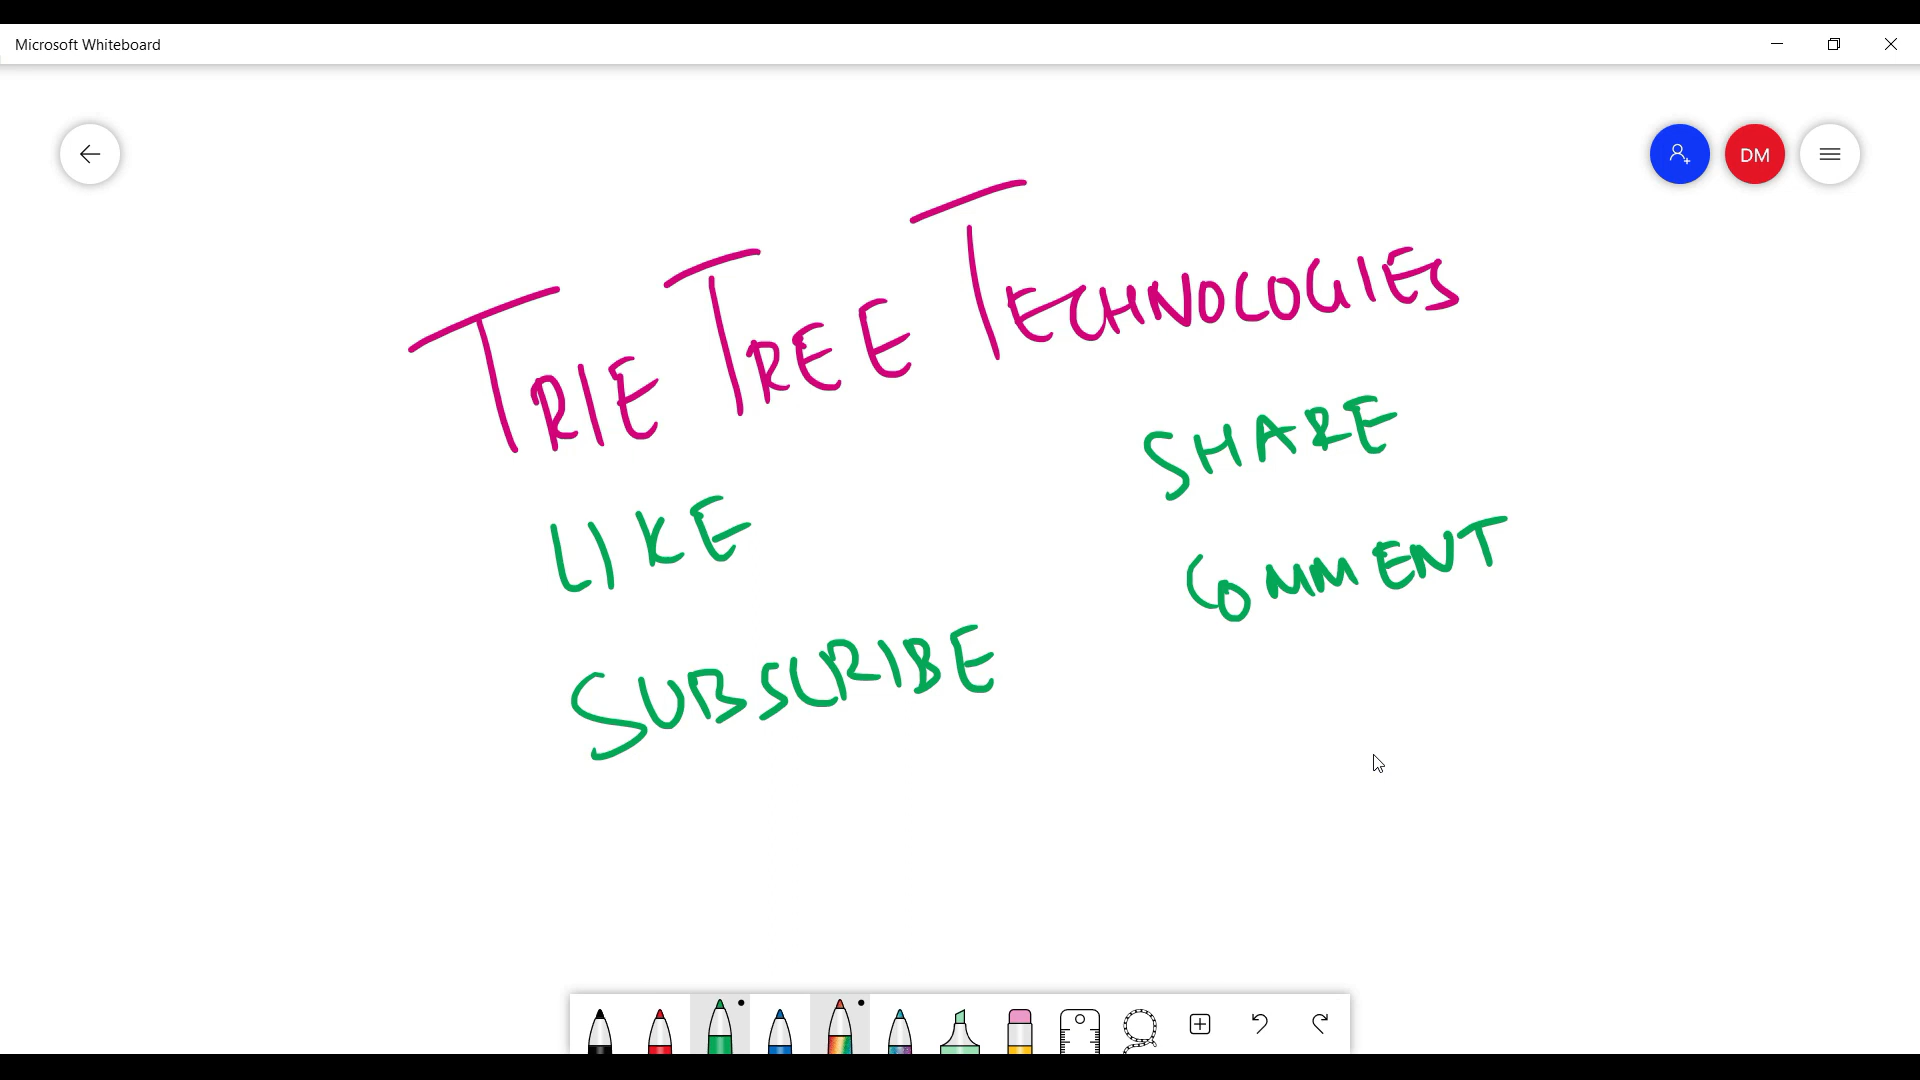 Microsoft Whiteboard
DM
TRIE TREE TECHNOLOGIES
SHARE
LIKE
COMMENT
SUBSCRIBE